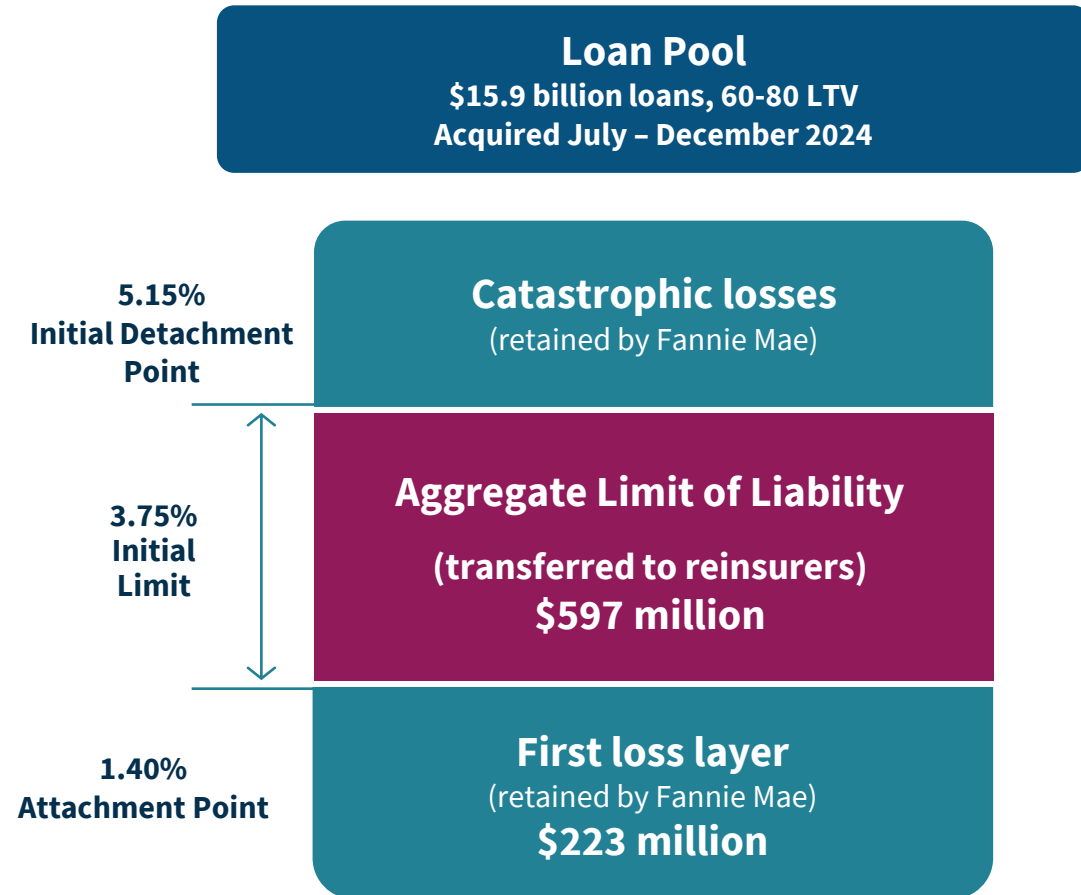 Loan Pool
$15.9 billion loans, 60-80 LTV
Acquired July – December 2024
5.15%
Initial Detachment
Point
Catastrophic losses
(retained by Fannie Mae)
3.75%
Initial
Limit
Aggregate Limit of Liability
(transferred to reinsurers)
$597 million
1.40%
Attachment Point
First loss layer
(retained by Fannie Mae)
$223 million